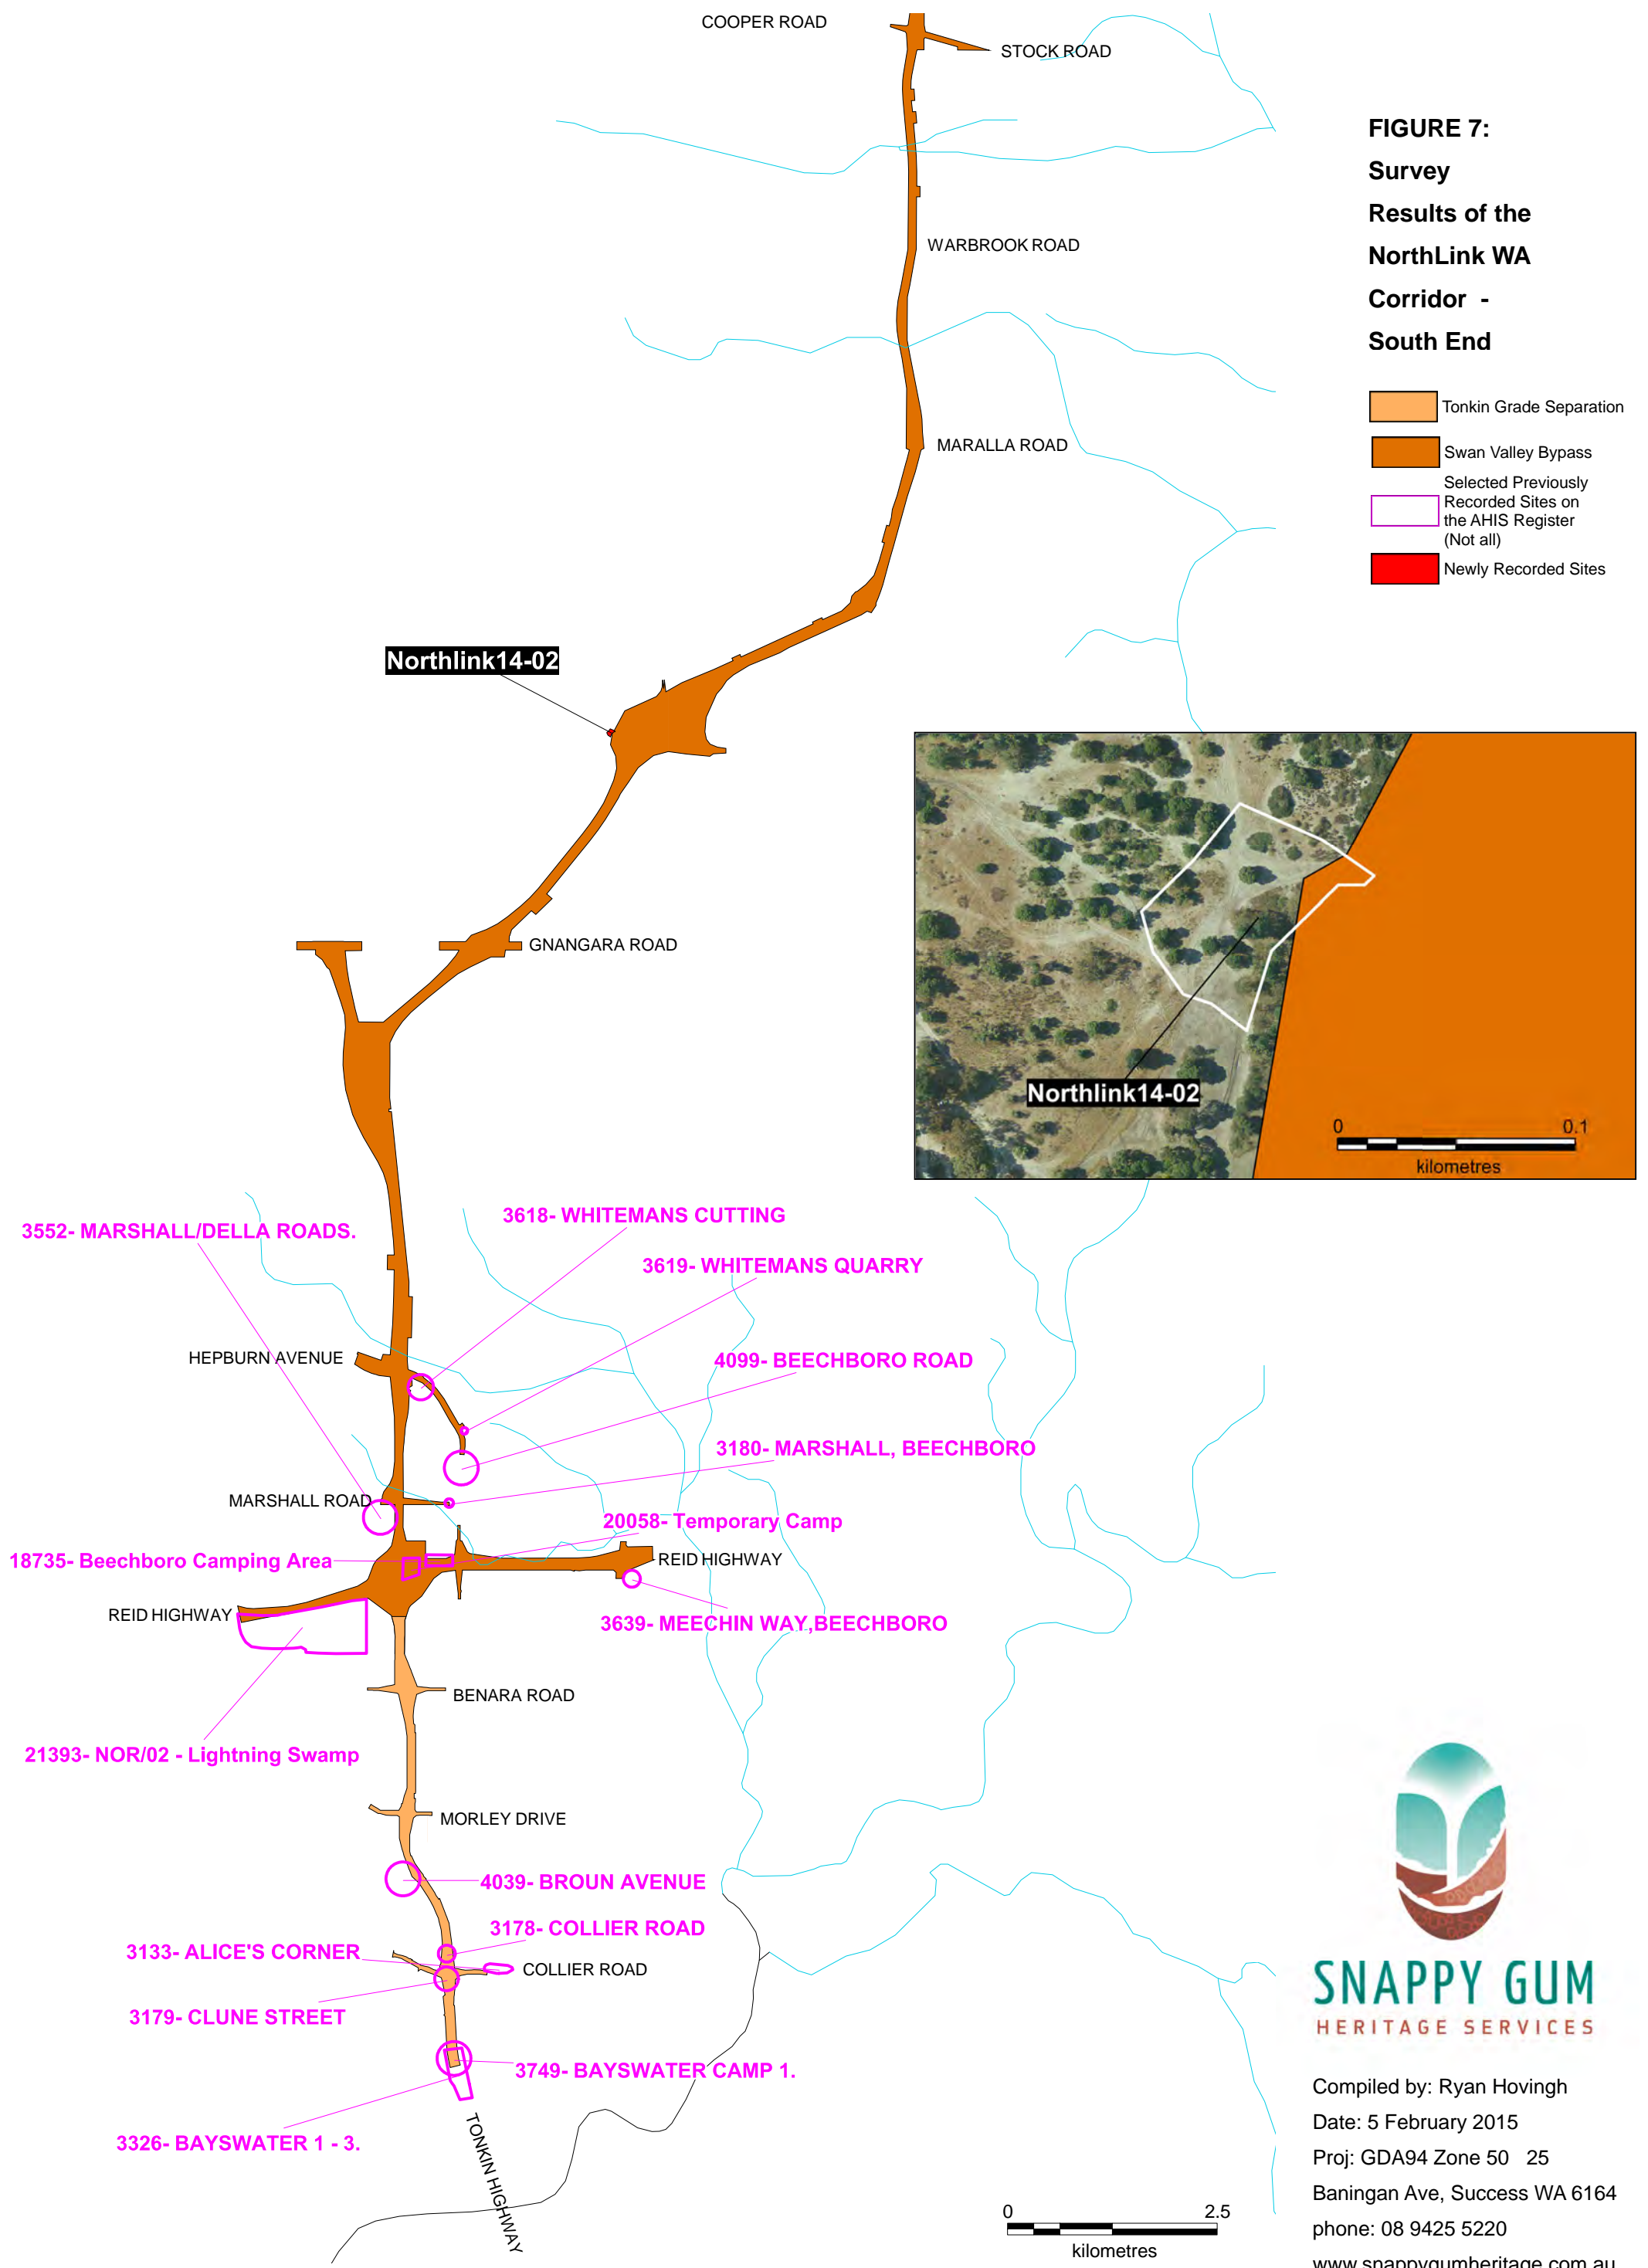 COOPER ROAD
STOCK ROAD
FIGURE 7:
Survey
Results of the
NorthLink WA
Corridor -
South End
WARBROOK ROAD
Tonkin Grade Separation
MARALLA ROAD
Swan Valley Bypass
Selected Previously
Recorded Sites on
the AHIS Register
(Not all)
Newly Recorded Sites
Northlink14-02
GNANGARA ROAD
Northlink14-02
0 0.1
kilometres
3552- MARSHALL/DELLA ROADS.
3618- WHITEMANS CUTTING
3619- WHITEMANS QUARRY
HEPBURN AVENUE
4099- BEECHBORO ROAD
3180- MARSHALL, BEECHBORO
MARSHALL ROAD
20058- Temporary Camp
18735- Beechboro Camping Area
REID HIGHWAY
REID HIGHWAY
3639- MEECHIN WAY,BEECHBORO
BENARA ROAD
21393- NOR/02 - Lightning Swamp
MORLEY DRIVE
4039- BROUN AVENUE
3178- COLLIER ROAD
3133- ALICE'S CORNER
COLLIER ROAD
3179- CLUNE STREET
3749- BAYSWATER CAMP 1.
3326- BAYSWATER 1 - 3.
TONKIN HIGHWAY
0 2.5
kilometres
SNAPPY GUM
HERITAGE SERVICES
Compiled by: Ryan Hovingh
Date: 5 February 2015
Proj: GDA94 Zone 50 25
Baningan Ave, Success WA 6164
phone: 08 9425 5220
www.snappygumheritage.com.au